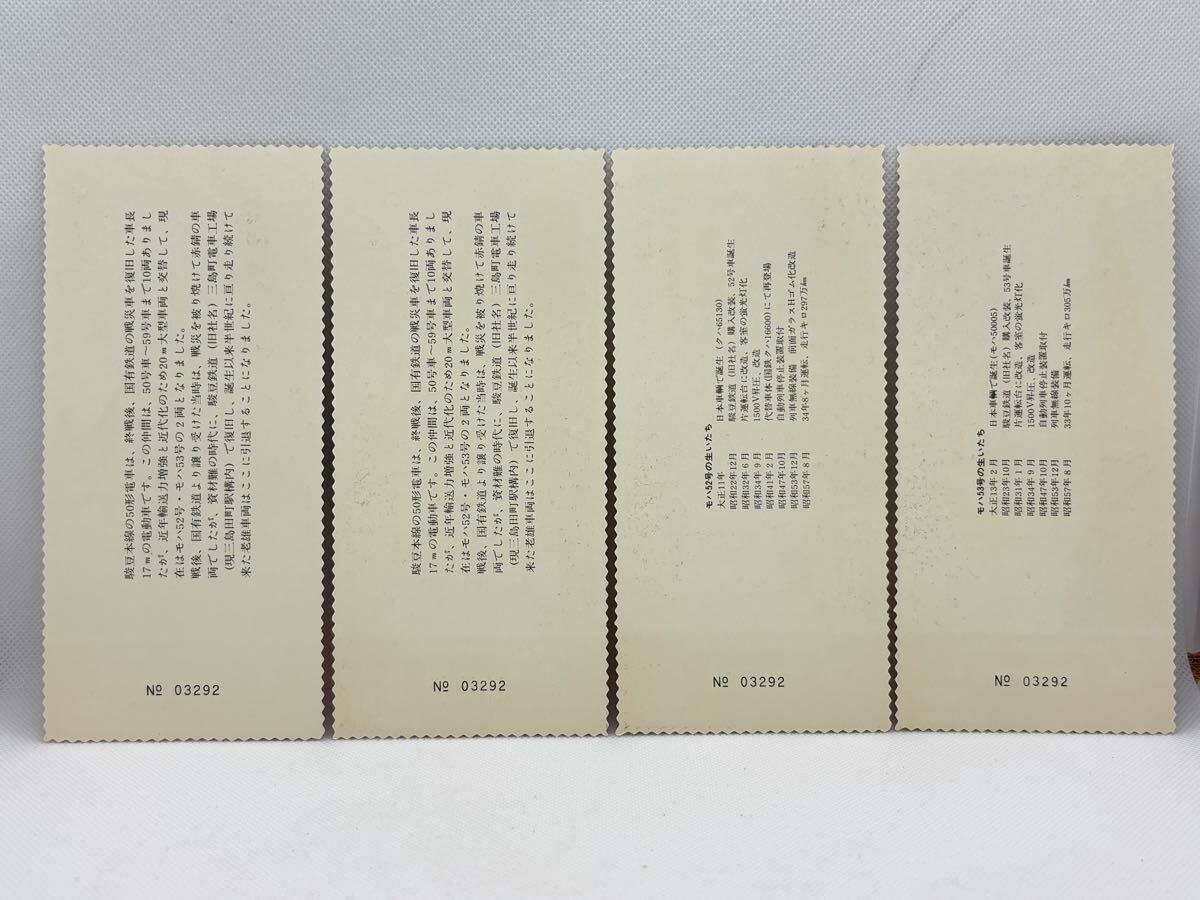 駿豆本線の50形電車は、終戦後、国有鉄道の戦災車を復旧した車長
17mの電動車です。この仲間は、50号車〜59号車まで10両ありまし
たが、近年輸送力増強と近代化のため20m大型車両と交替して、現
在はモハ52号・モハ53号の2両となりました。
戦後、国有鉄道より譲り受けた当時は、戦災を被り焼けて赤錆の車
両でしたが、資材難の時代に、駿豆鉄道(旧社名)三島町電車工場
(現三島田町駅構内)で復旧し、誕生以来半世紀に亘り走り続けて
来た老雄車両はここに引退することになりました。
№ 03292
駿豆本線の50形電車は、終戦後、国有鉄道の戦災車を復旧した車長
17mの電動車です。この仲間は、50号車〜59号車まで10両ありまし
たが、近年輸送力増強と近代化のため20m大型車両と交替して、現
在はモハ52号・モハ53号の2両となりました。
戦後、国有鉄道より譲り受けた当時は、戦災を被り焼けて赤錆の車
両でしたが、資材難の時代に、駿豆鉄道(旧社名)三島町電車工場
(現三島田町駅構内)で復旧し、誕生以来半世紀に亘り走り続けて
来た老雄車両はここに引退することになりました。
№ 03292
モハ52号の生いたち
大正11年 日本車輌で誕生(クハ65130)
昭和22年12月 駿豆鉄道(旧社名)購入改装、52号車誕生
昭和32年6月 片運転台に改造、客室の蛍光灯化
昭和34年9月 1500V昇圧、改造
昭和41年2月 代替車体(国鉄クハ16600)にて再登場
昭和47年10月 自動列車停止装置取付
昭和53年12月 列車無線装備 前面ガラスHゴム化改造
昭和57年8月 34年8ヶ月運転、走行キロ297万㎞
№ 03292
モハ53号の生いたち
大正13年2月 日本車輌で誕生(モハ50005)
昭和23年10月 駿豆鉄道(旧社名)購入改装、53号車誕生
昭和31年1月 片運転台に改造、客室の蛍光灯化
昭和34年9月 1500V昇圧、改造
昭和47年10月 自動列車停止装置取付
昭和53年12月 列車無線装備
昭和57年8月 33年10ヶ月運転、走行キロ305万㎞
№ 03292